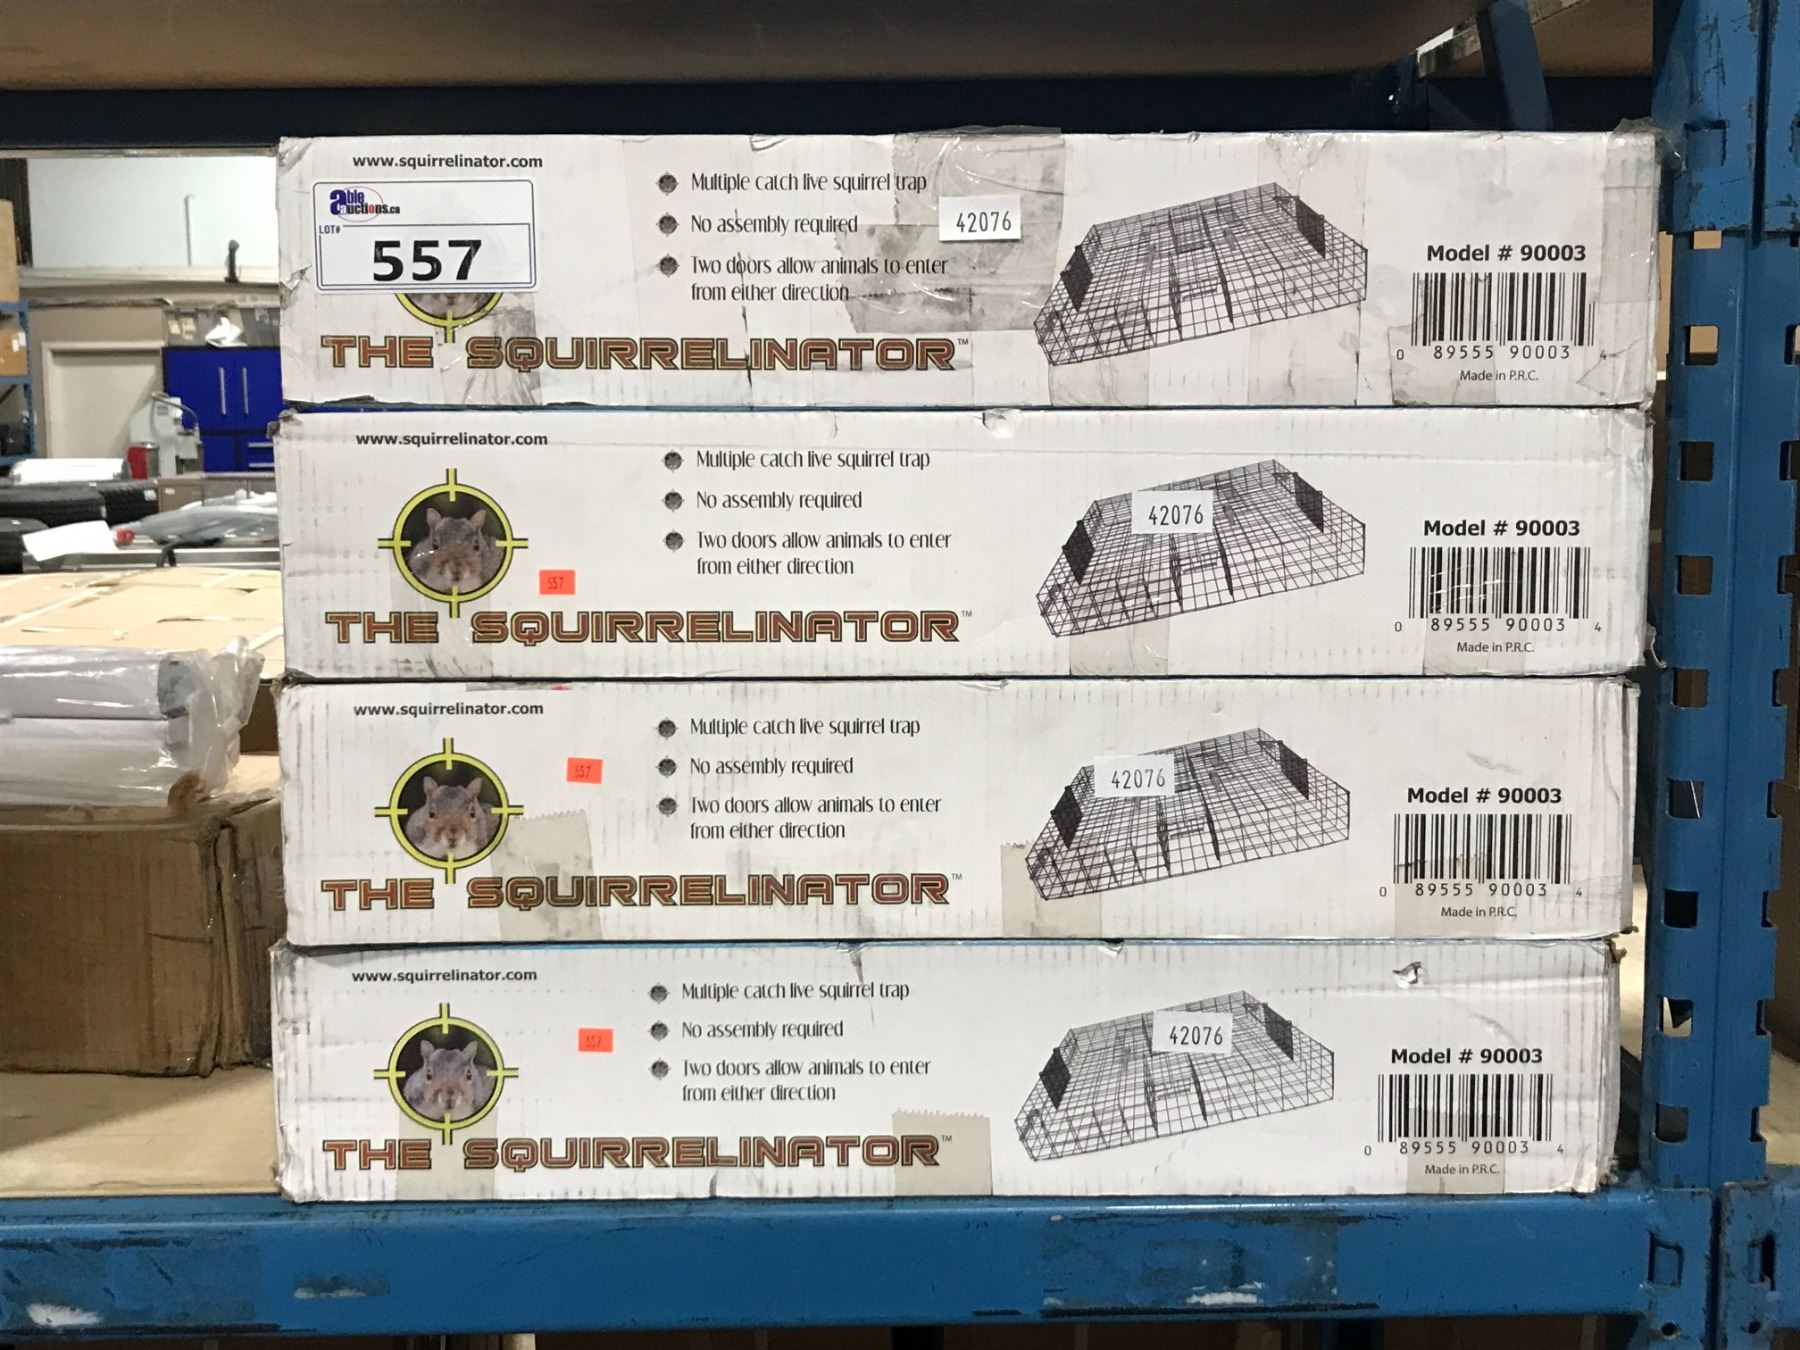 www.squirrelinator.com
able
auctions.ca
LOT#
557
Multiple catch live squirrel trap
No assembly required
Two doors allow animals to enter
from either direction
42076
THE SQUIRRELINATOR™
Model # 90003
0 89555 90003 4
Made in P.R.C.
www.squirrelinator.com
Multiple catch live squirrel trap
No assembly required
Two doors allow animals to enter
from either direction
557
42076
THE SQUIRRELINATOR™
Model # 90003
0 89555 90003 4
Made in P.R.C.
www.squirrelinator.com
Multiple catch live squirrel trap
No assembly required
Two doors allow animals to enter
from either direction
557
42076
THE SQUIRRELINATOR™
Model # 90003
0 89555 90003 4
Made in P.R.C.
www.squirrelinator.com
Multiple catch live squirrel trap
No assembly required
Two doors allow animals to enter
from either direction
557
42076
THE SQUIRRELINATOR™
Model # 90003
0 89555 90003 4
Made in P.R.C.